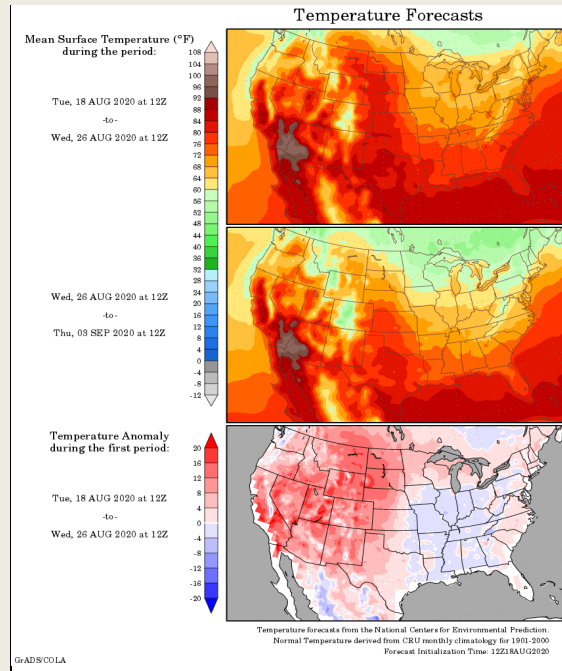 Temperature Forecasts
Mean Surface Temperature (°F)
during the period:
Tue, 18 AUG 2020 at 12Z
-to-
Wed, 26 AUG 2020 at 12Z
108
104
100
96
92
88
84
80
76
72
68
64
60
56
52
48
44
40
36
32
28
24
20
16
12
8
4
0
-4
-8
-12
Wed, 26 AUG 2020 at 12Z
-to-
Thu, 03 SEP 2020 at 12Z
Temperature Anomaly
during the first period:
Tue, 18 AUG 2020 at 12Z
-to-
Wed, 26 AUG 2020 at 12Z
20
16
12
8
4
0
-4
-8
-12
-16
-20
Temperature forecasts from the National Centers for Environmental Prediction.
Normal Temperature derived from CRU monthly climatology for 1901-2000
Forecast Initialization Time: 12Z18AUG2020
GrADS/COLA